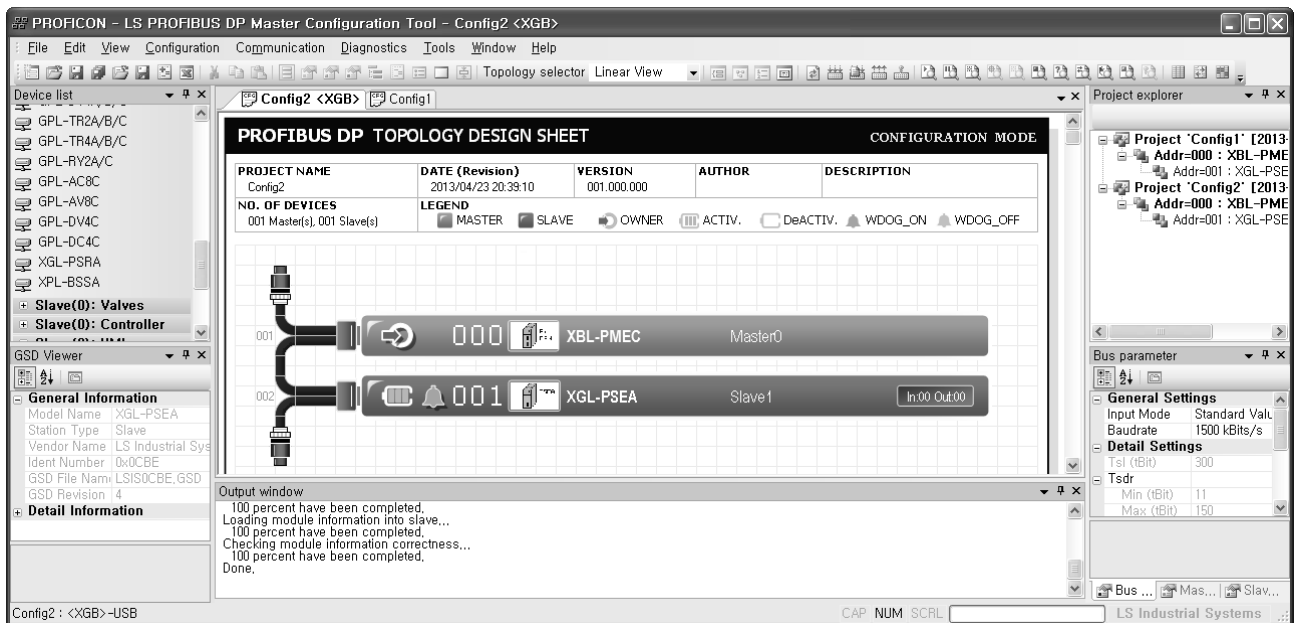 PROFICON - LS PROFIBUS DP Master Configuration Tool - Config2 <XGB>
File Edit View Configuration Communication Diagnostics Tools Window Help
Topology selector Linear View
Device list
GPL-TR2A/B/C
GPL-TR4A/B/C
GPL-RY2A/C
GPL-AC8C
GPL-AV8C
GPL-DV4C
GPL-DC4C
XGL-PSRA
XPL-BSSA
Slave(0): Valves
Slave(0): Controller
GSD Viewer
General Information
Model Name XGL-PSEA
Station Type Slave
Vendor Name LS Industrial Sys
Ident Number 0x0CBE
GSD File Nam LSIS0CBE,GSD
GSD Revision 4
Detail Information
Config2 <XGB> Config1
PROFIBUS DP TOPOLOGY DESIGN SHEET CONFIGURATION MODE
PROJECT NAME DATE (Revision) VERSION AUTHOR DESCRIPTION
Config2 2013/04/23 20:39:10 001.000.000
NO. OF DEVICES LEGEND
001 Master(s), 001 Slave(s) MASTER SLAVE OWNER ACTIV. DeACTIV. WDOG_ON WDOG_OFF
001 000 XBL-PMEC Master0
002 001 XGL-PSEA Slave1 In:00 Out:00
Output window
100 percent have been completed,
Loading module information into slave,,,
100 percent have been completed,
Checking module information correctness,,,
100 percent have been completed,
Done,
Project explorer
Project 'Config1' [2013-
Addr=000 : XBL-PME
Addr=001 : XGL-PSE
Project 'Config2' [2013-
Addr=000 : XBL-PME
Addr=001 : XGL-PSE
Bus parameter
General Settings
Input Mode Standard Valu
Baudrate 1500 kBits/s
Detail Settings
Tsl (tBit) 300
Tsdr
Min (tBit) 11
Max (tBit) 150
Bus ... Mas... Slav...
Config2 : <XGB>-USB CAP NUM SCRL LS Industrial Systems